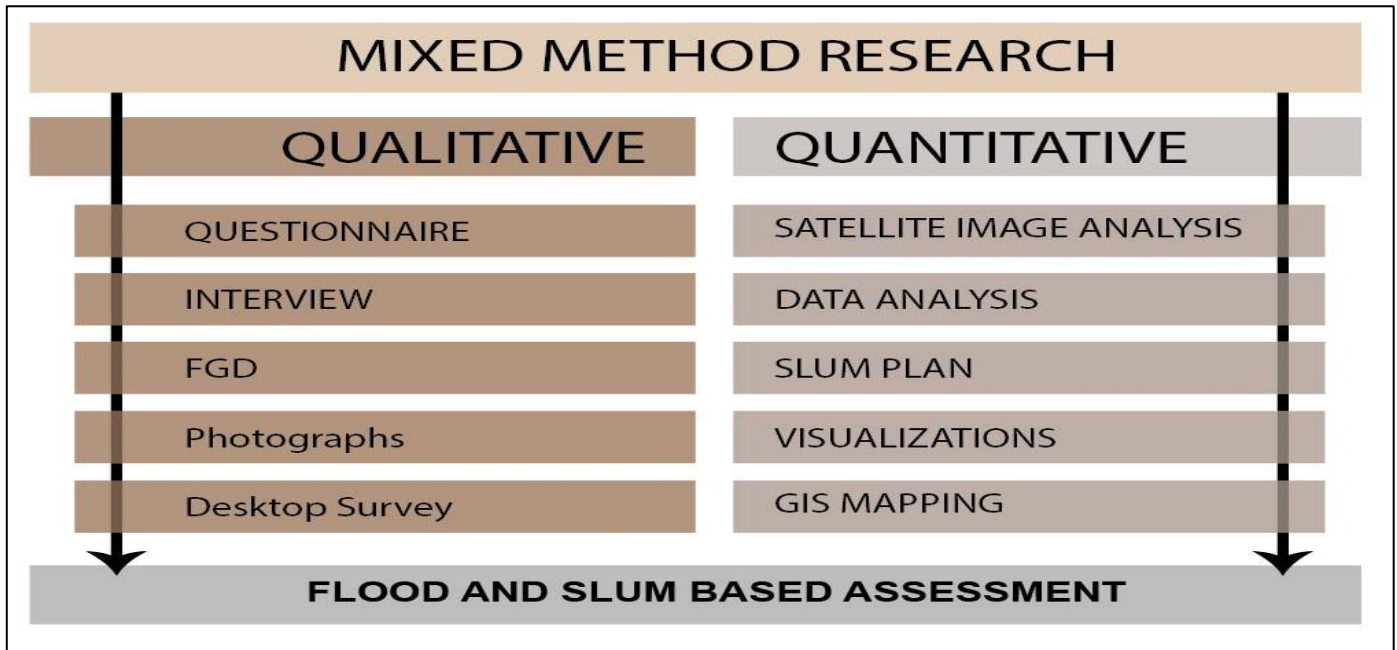 MIXED METHOD RESEARCH
QUALITATIVE
QUESTIONNAIRE
INTERVIEW
FGD
Photographs
Desktop Survey
QUANTITATIVE
SATELLITE IMAGE ANALYSIS
DATA ANALYSIS
SLUM PLAN
VISUALIZATIONS
GIS MAPPING
FLOOD AND SLUM BASED ASSESSMENT